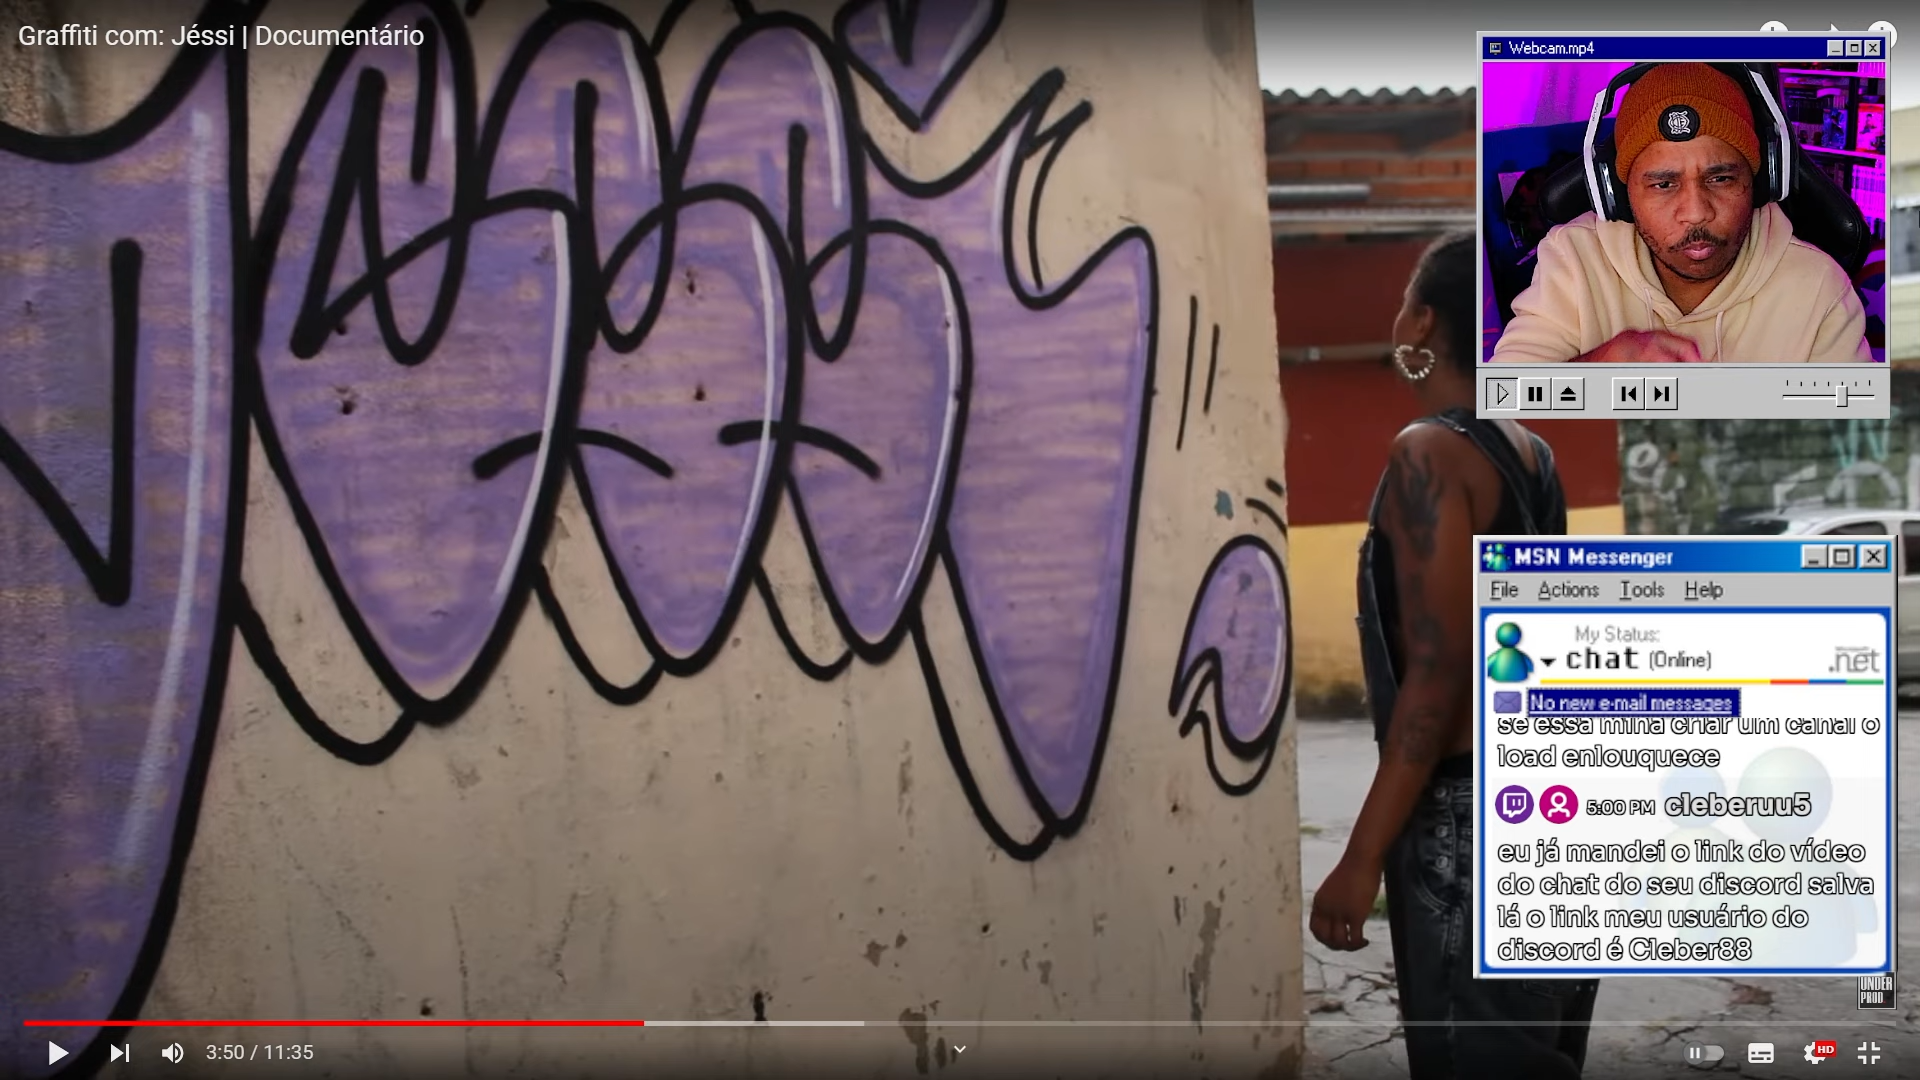 Graffiti com: Jéssi | Documentário
Webcam.mp4
Jessi
MSN Messenger
File Actions Tools Help
My Status:
chat (Online)
Microsoft
.net
No new e-mail messages
se essa mina criar um canal o
load enlouquece
5:00 PM cleberuu5
eu já mandei o link do vídeo
do chat do seu discord salva
lá o link meu usuário do
discord é Cleber88
UNDER
PROD
3:50 / 11:35
HD